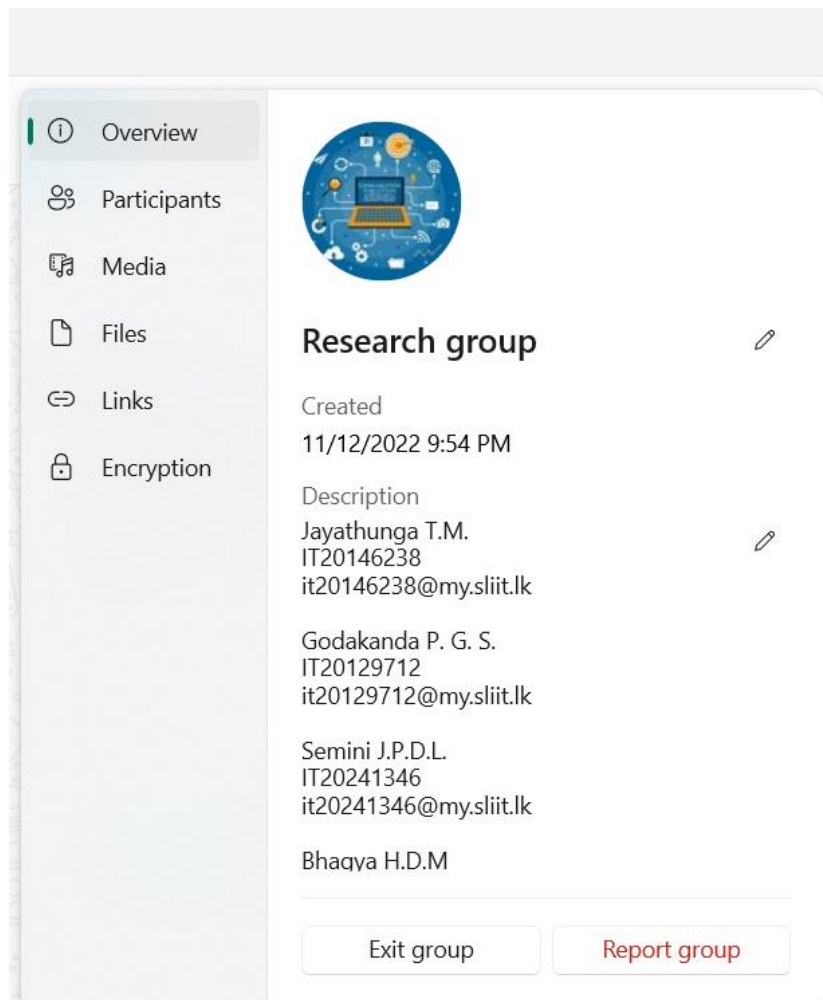 Overview
Participants
Media
Files
Links
Encryption
Research group
Created
11/12/2022 9:54 PM
Description
Jayathunga T.M.
IT20146238
it20146238@my.sliit.lk
Godakanda P. G. S.
IT20129712
it20129712@my.sliit.lk
Semini J.P.D.L.
IT20241346
it20241346@my.sliit.lk
Bhagya H.D.M
Exit group
Report group